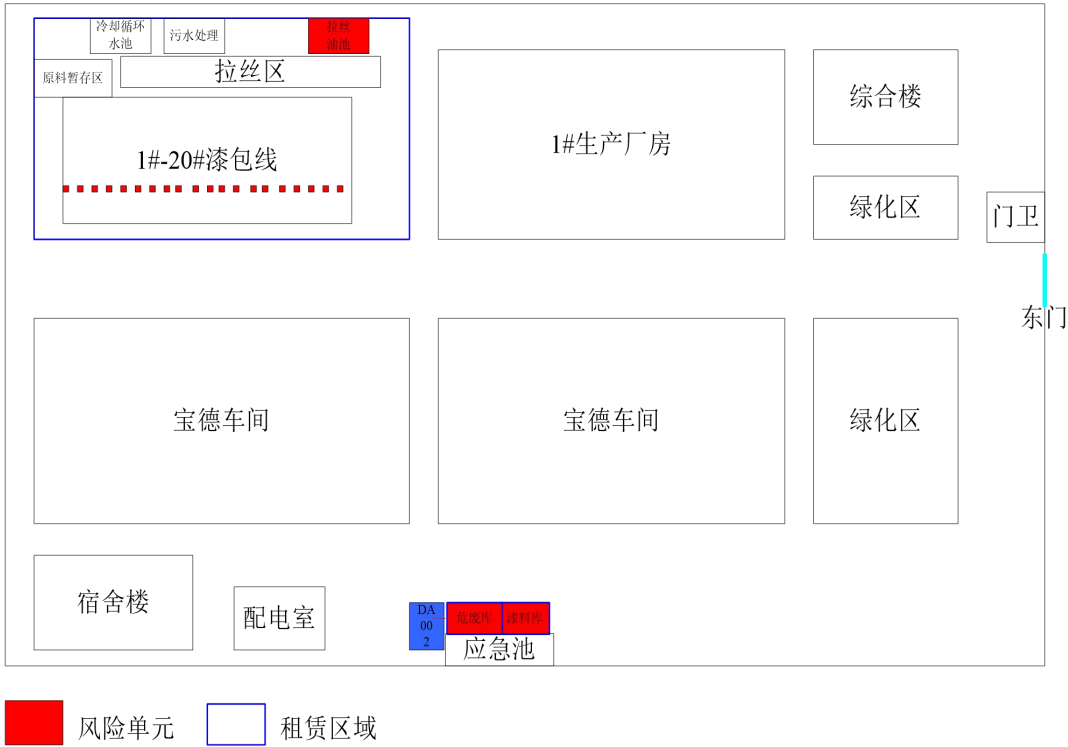 冷却循环
水池
污水处理
拉丝
油池
原料暂存区
拉丝区
1#-20#漆包线
1#生产厂房
综合楼
绿化区
门卫
东门
宝德车间
宝德车间
绿化区
宿舍楼
配电室
DA
00
2
危废库
漆料库
应急池
风险单元
租赁区域